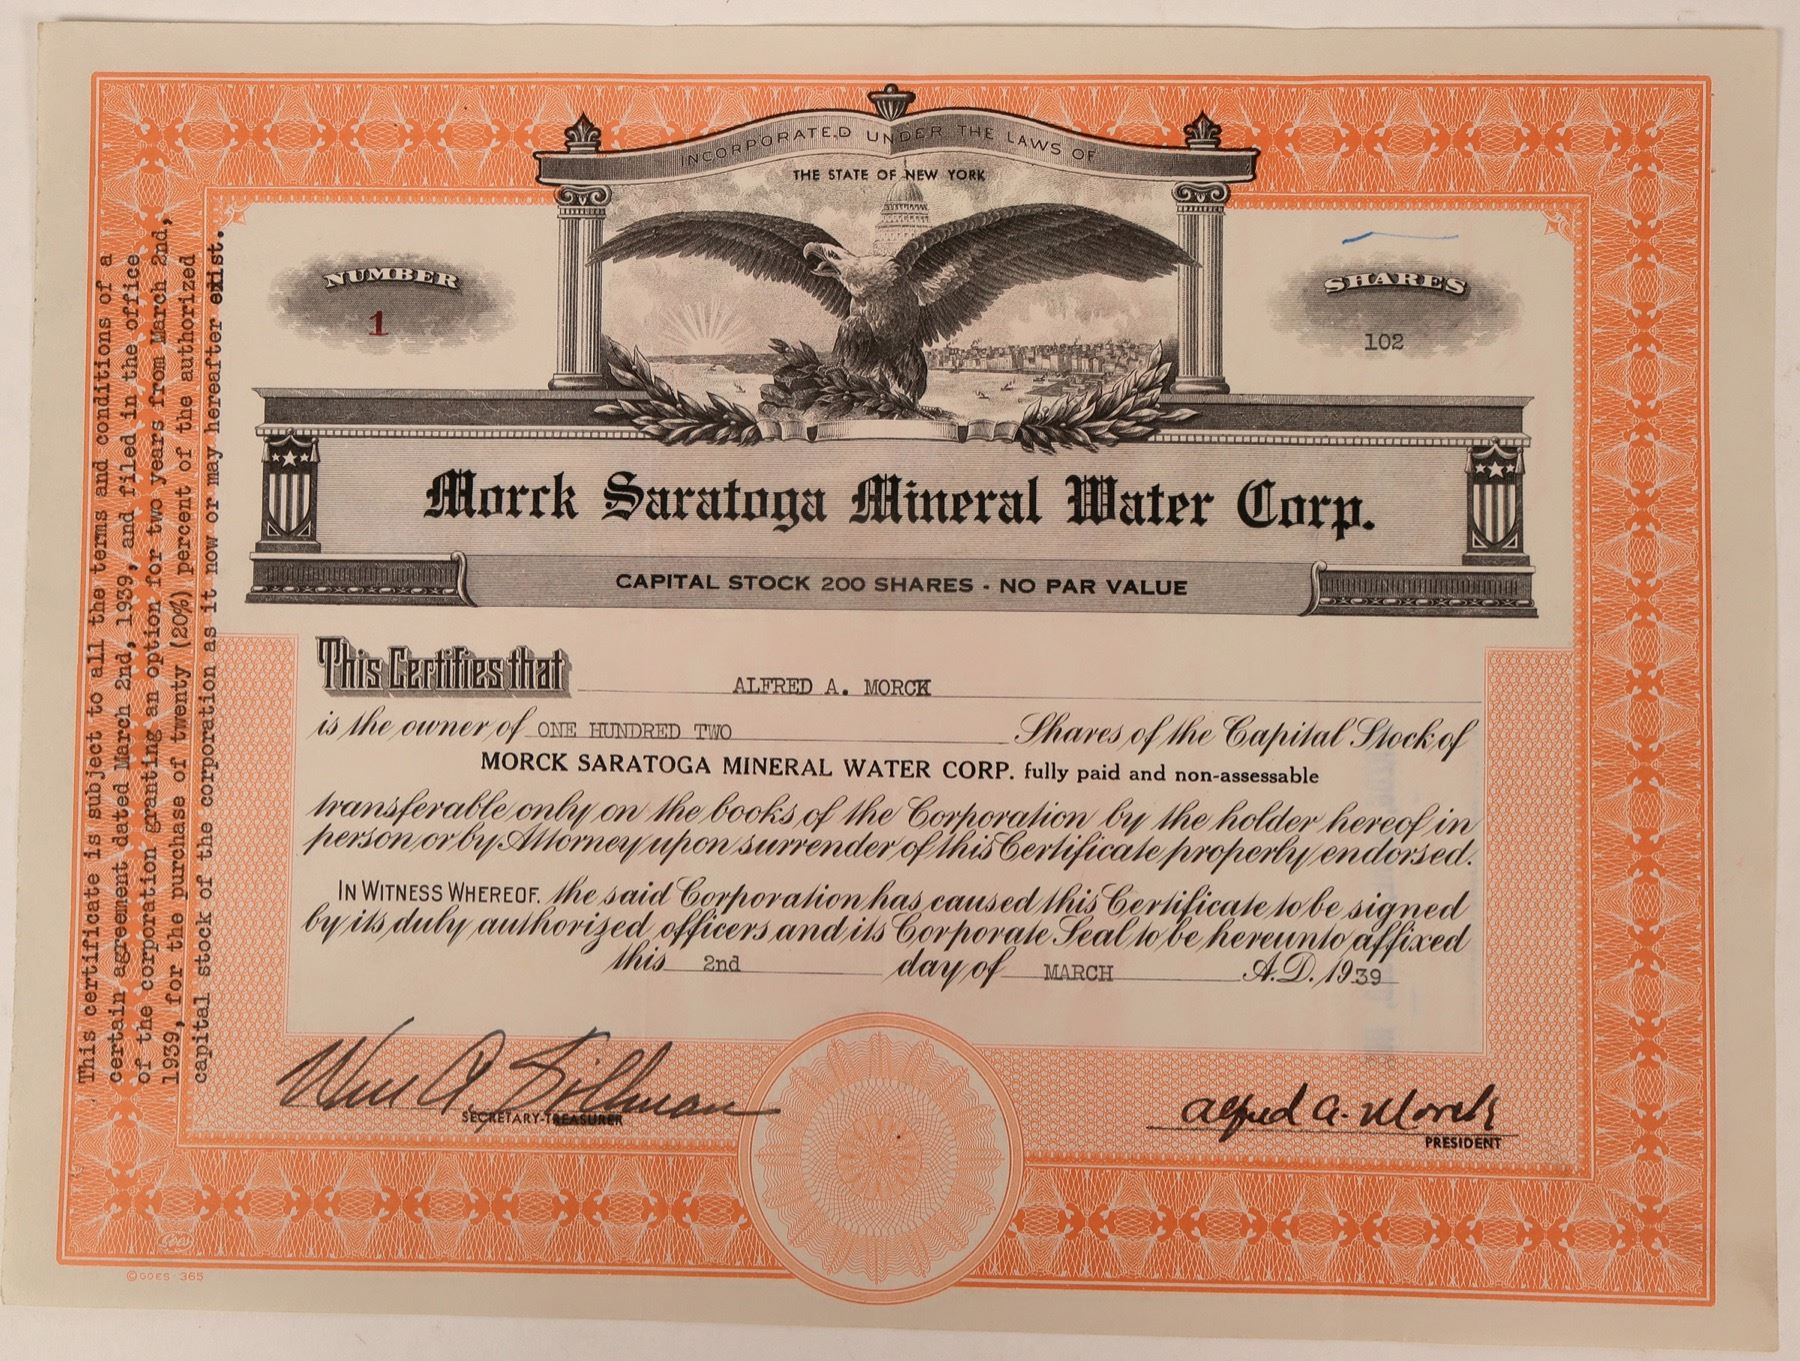 INCORPORATED UNDER THE LAWS OF
THE STATE OF NEW YORK
NUMBER
1
SHARES
102
Morck Saratoga Mineral Water Corp.
CAPITAL STOCK 200 SHARES - NO PAR VALUE
This Certifies that ALFRED A. MORCK
is the owner of ONE HUNDRED TWO Shares of the Capital Stock of
MORCK SARATOGA MINERAL WATER CORP. fully paid and non-assessable
transferable only on the books of the Corporation by the holder hereof in
person or by Attorney upon surrender of this Certificate properly endorsed.
IN WITNESS WHEREOF, the said Corporation has caused this Certificate to be signed
by its duly authorized officers and its Corporate Seal to be hereunto affixed
this 2nd day of MARCH A.D. 1939
Wm A. Sillman
SECRETARY-TREASURER
Alfred A. Morck
PRESIDENT
This certificate is subject to all the terms and conditions of a
certain agreement dated March 2nd, 1939, and filed in the office
of the corporation granting an option for two years from March 2nd,
1939, for the purchase of twenty (20%) percent of the authorized
capital stock of the corporation as it now or may hereafter exist.
GOES
©GOES 365